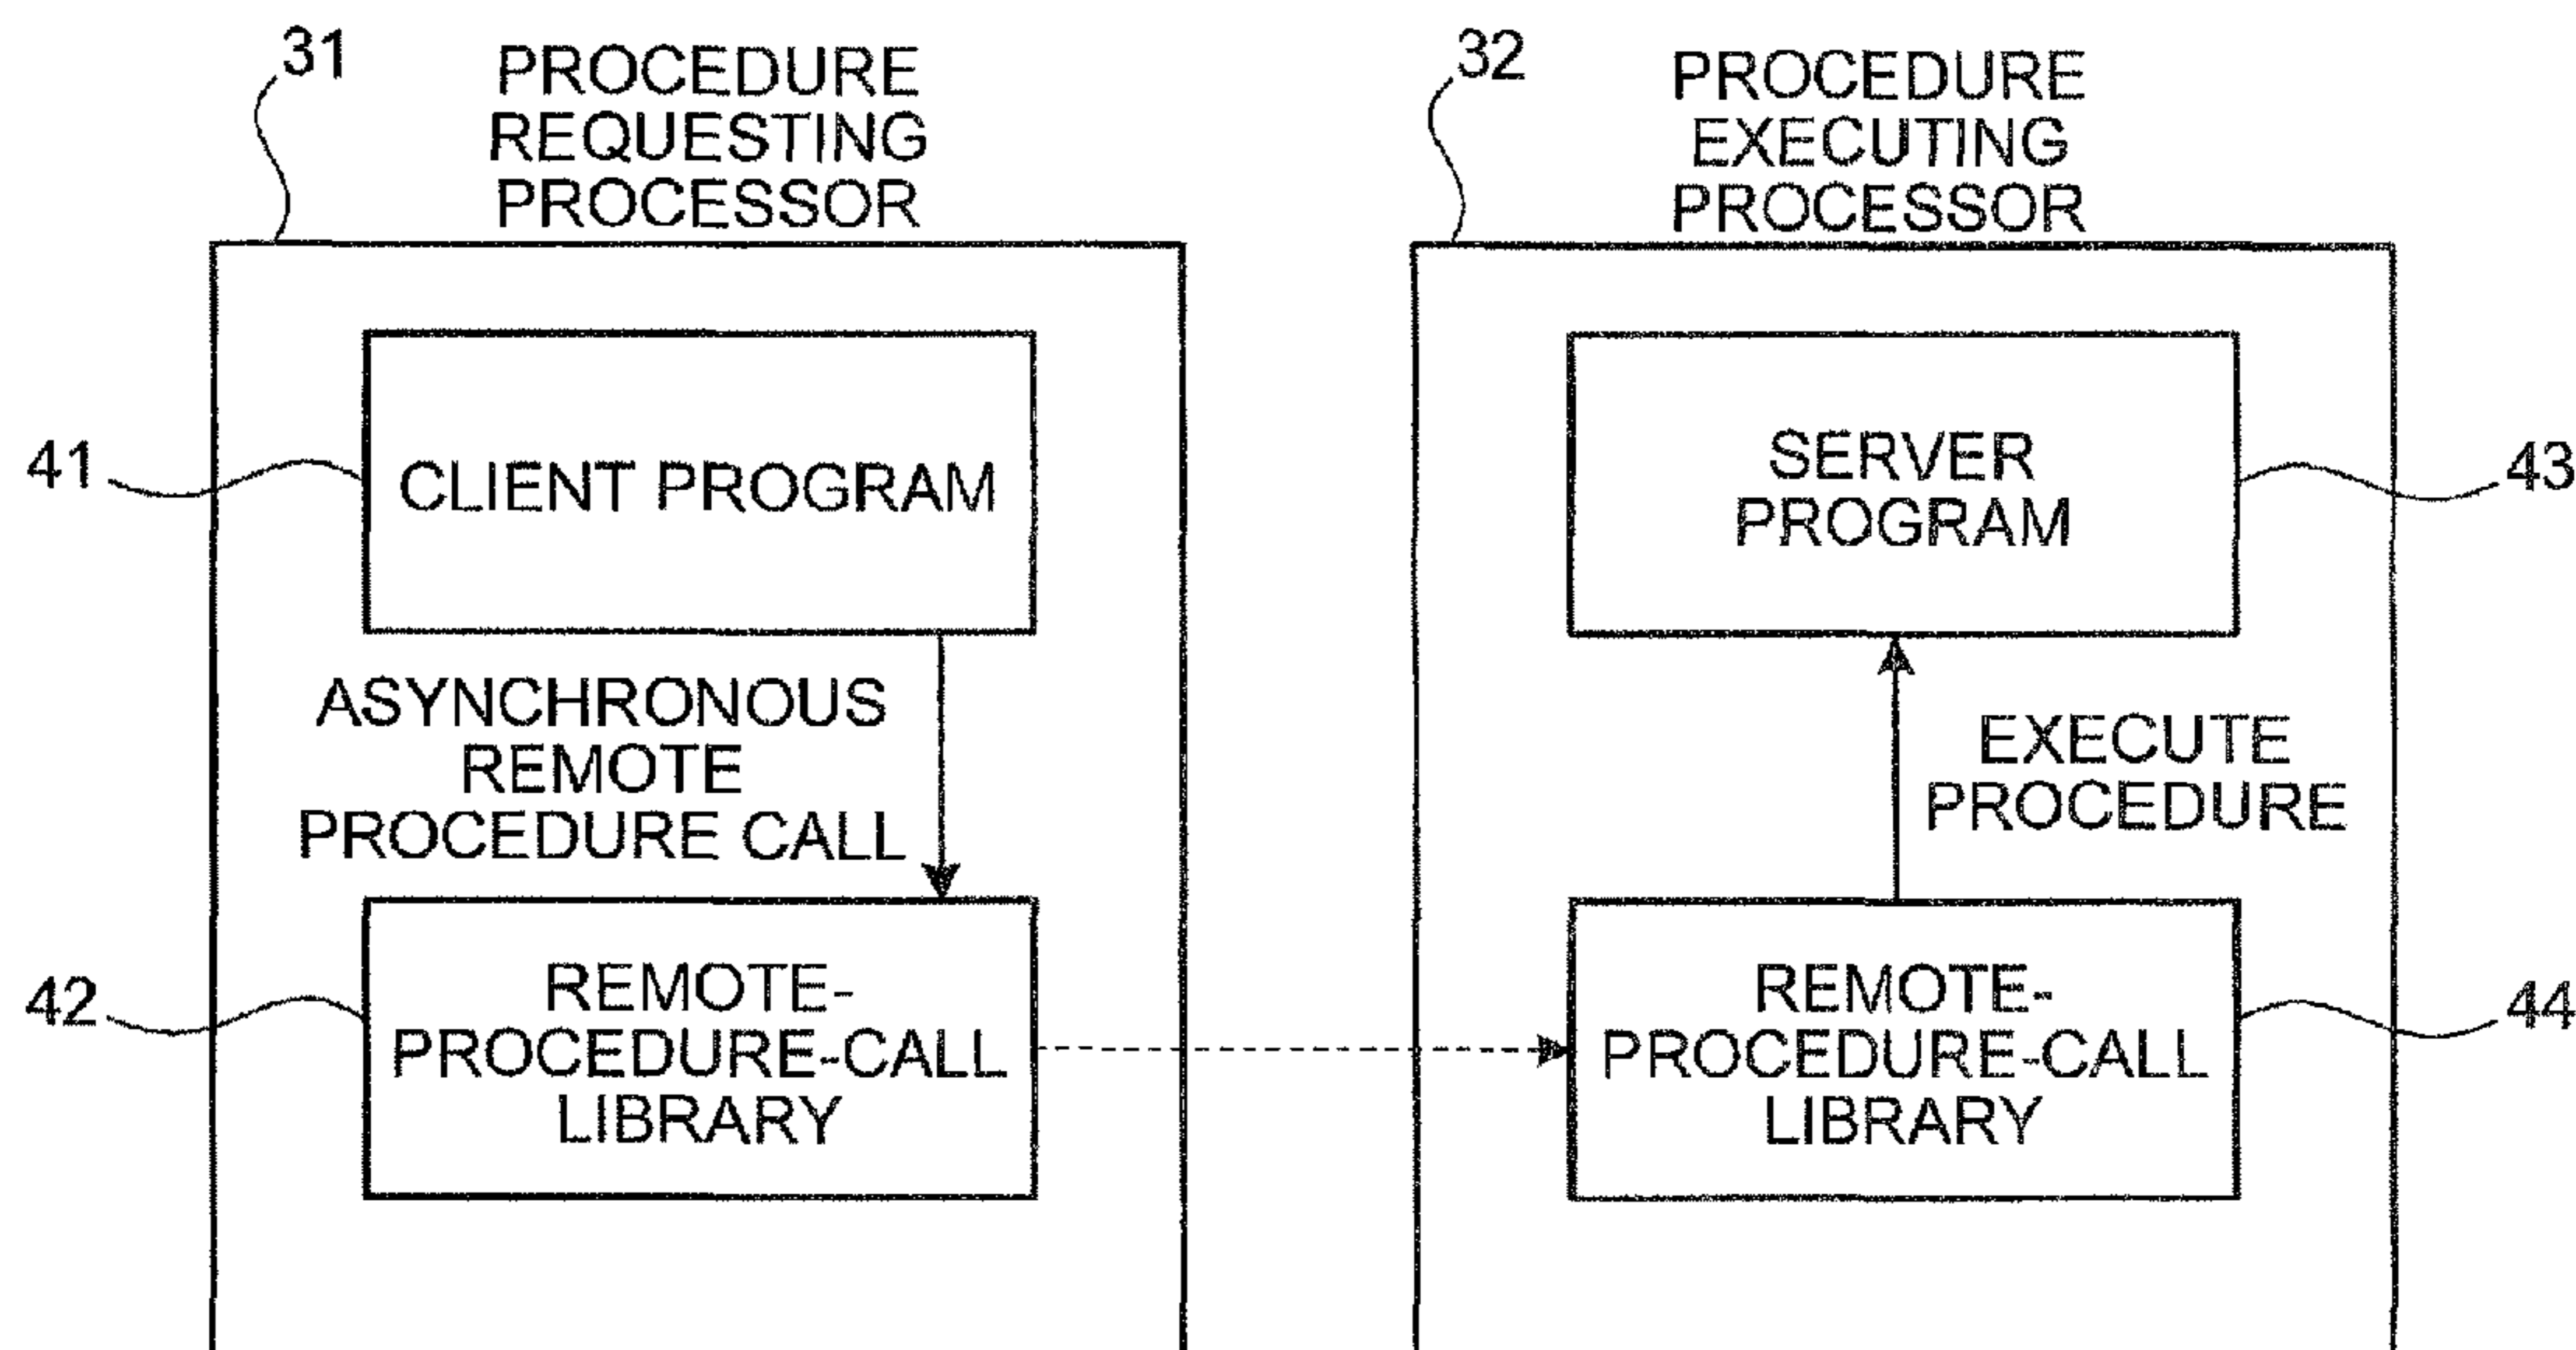 31
PROCEDURE
REQUESTING
PROCESSOR
32
PROCEDURE
EXECUTING
PROCESSOR
41
CLIENT PROGRAM
SERVER
PROGRAM
43
ASYNCHRONOUS
REMOTE
PROCEDURE CALL
EXECUTE
PROCEDURE
42
REMOTE-
PROCEDURE-CALL
LIBRARY
REMOTE-
PROCEDURE-CALL
LIBRARY
44